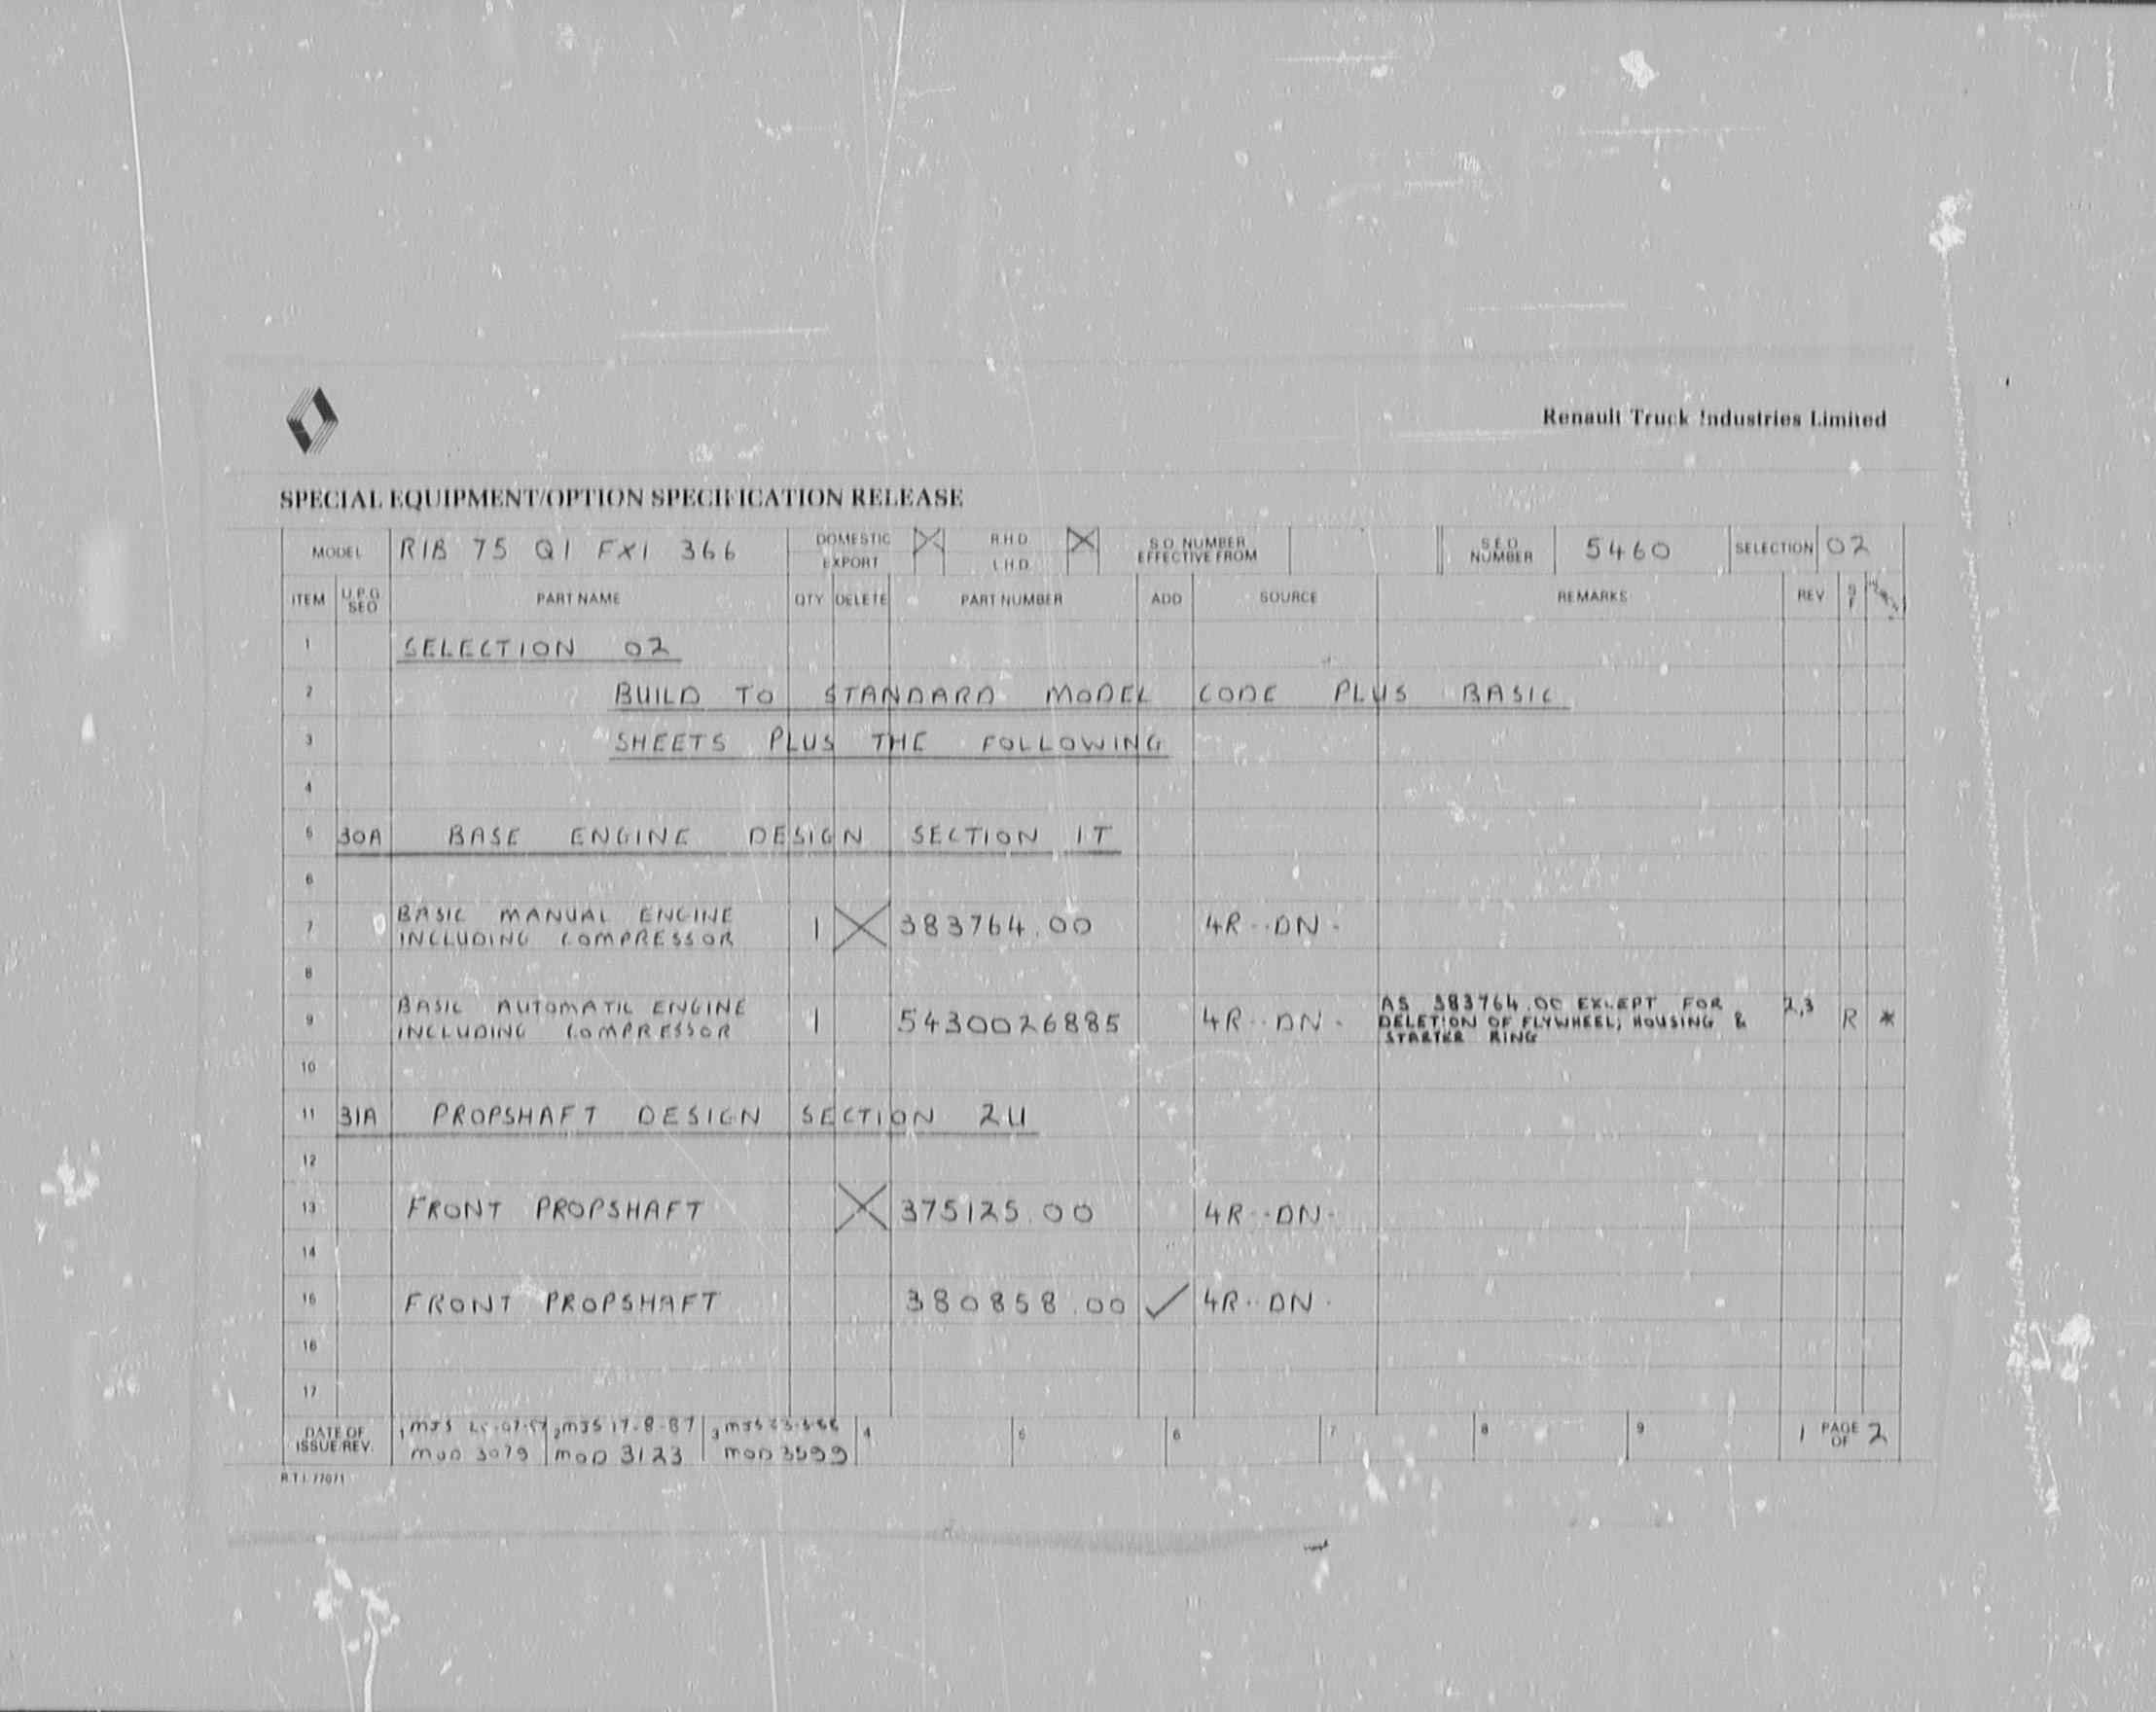 Renault Truck Industries Limited
SPECIAL EQUIPMENT/OPTION SPECIFICATION RELEASE
MODEL R1B 75 Q1 FX1 366 DOMESTIC EXPORT R.H.D. L.H.D. S.O. NUMBER EFFECTIVE FROM S.E.O. NUMBER 5460 SELECTION 02
ITEM U.P.G SEO PART NAME QTY DELETE PART NUMBER ADD SOURCE REMARKS REV
1 SELECTION 02
2 BUILD TO STANDARD MODEL CODE PLUS BASIC
3 SHEETS PLUS THE FOLLOWING
4
5 30A BASE ENGINE DESIGN SECTION 1T
6
7 BASIC MANUAL ENGINE INCLUDING COMPRESSOR 1 X 383764.00 4R··DN·
8
9 BASIC AUTOMATIC ENGINE INCLUDING COMPRESSOR 1 5430026885 4R··DN· AS 383764.00 EXCEPT FOR DELETION OF FLYWHEEL; HOUSING & STARTER RING 2,3 R *
10
11 31A PROPSHAFT DESIGN SECTION 2U
12
13 FRONT PROPSHAFT X 375125.00 4R··DN·
14
15 FRONT PROPSHAFT 380858.00 ✓ 4R··DN·
16
17
DATE OF ISSUE/REV. 1 MJS 2 MJS 17-8-87 3 MJS 4 5 6 7 8 9 1 PAGE OF 2
MOD 3079 MOD 3123 MOD
R.T.I. 77071